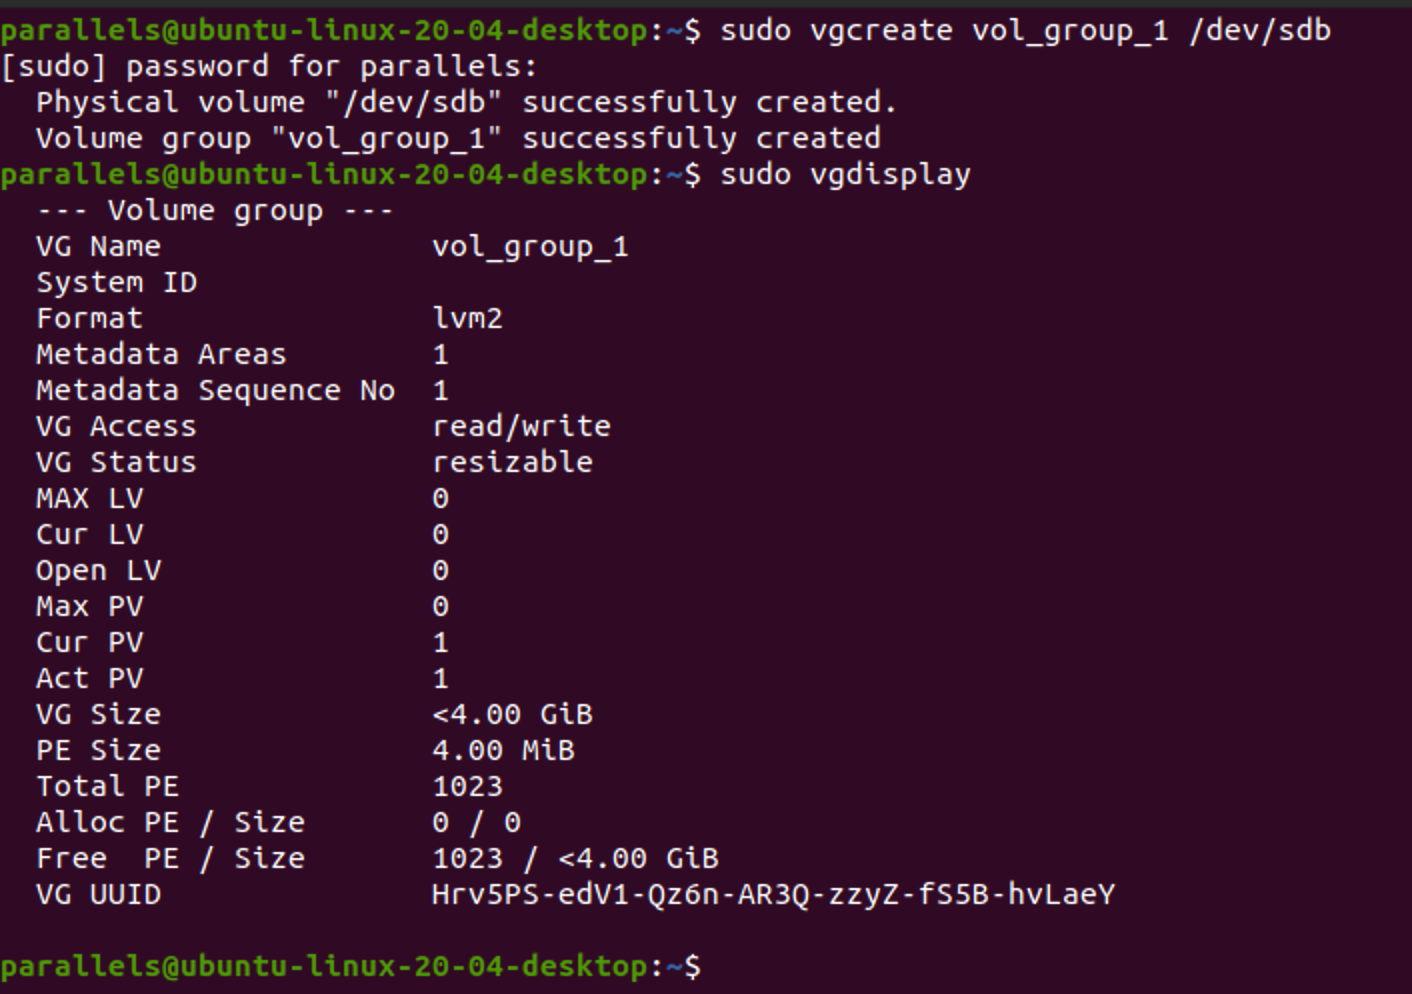 parallels@ubuntu-linux-20-04-desktop:~$ sudo vgcreate vol_group_1 /dev/sdb
[sudo] password for parallels:
  Physical volume "/dev/sdb" successfully created.
  Volume group "vol_group_1" successfully created
parallels@ubuntu-linux-20-04-desktop:~$ sudo vgdisplay
  --- Volume group ---
  VG Name               vol_group_1
  System ID
  Format                lvm2
  Metadata Areas        1
  Metadata Sequence No  1
  VG Access             read/write
  VG Status             resizable
  MAX LV                0
  Cur LV                0
  Open LV               0
  Max PV                0
  Cur PV                1
  Act PV                1
  VG Size               <4.00 GiB
  PE Size               4.00 MiB
  Total PE              1023
  Alloc PE / Size       0 / 0
  Free  PE / Size       1023 / <4.00 GiB
  VG UUID               Hrv5PS-edV1-Qz6n-AR3Q-zzyZ-fS5B-hvLaeY

parallels@ubuntu-linux-20-04-desktop:~$